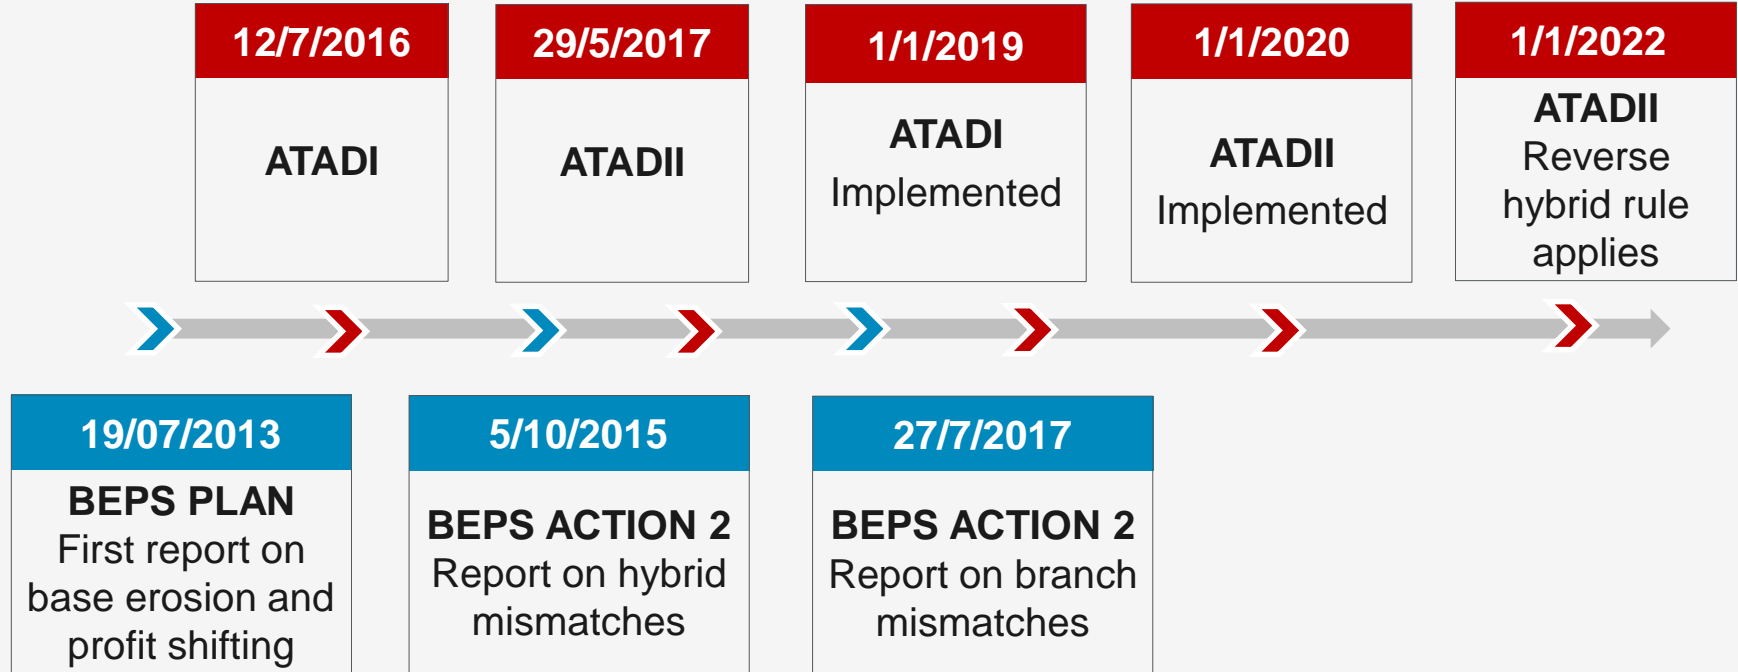 12/7/2016
ATADI
29/5/2017
ATADII
1/1/2019
ATADI
Implemented
1/1/2020
ATADII
Implemented
1/1/2022
ATADII
Reverse
hybrid rule
applies
19/07/2013
BEPS PLAN
First report on
base erosion and
profit shifting
5/10/2015
BEPS ACTION 2
Report on hybrid
mismatches
27/7/2017
BEPS ACTION 2
Report on branch
mismatches